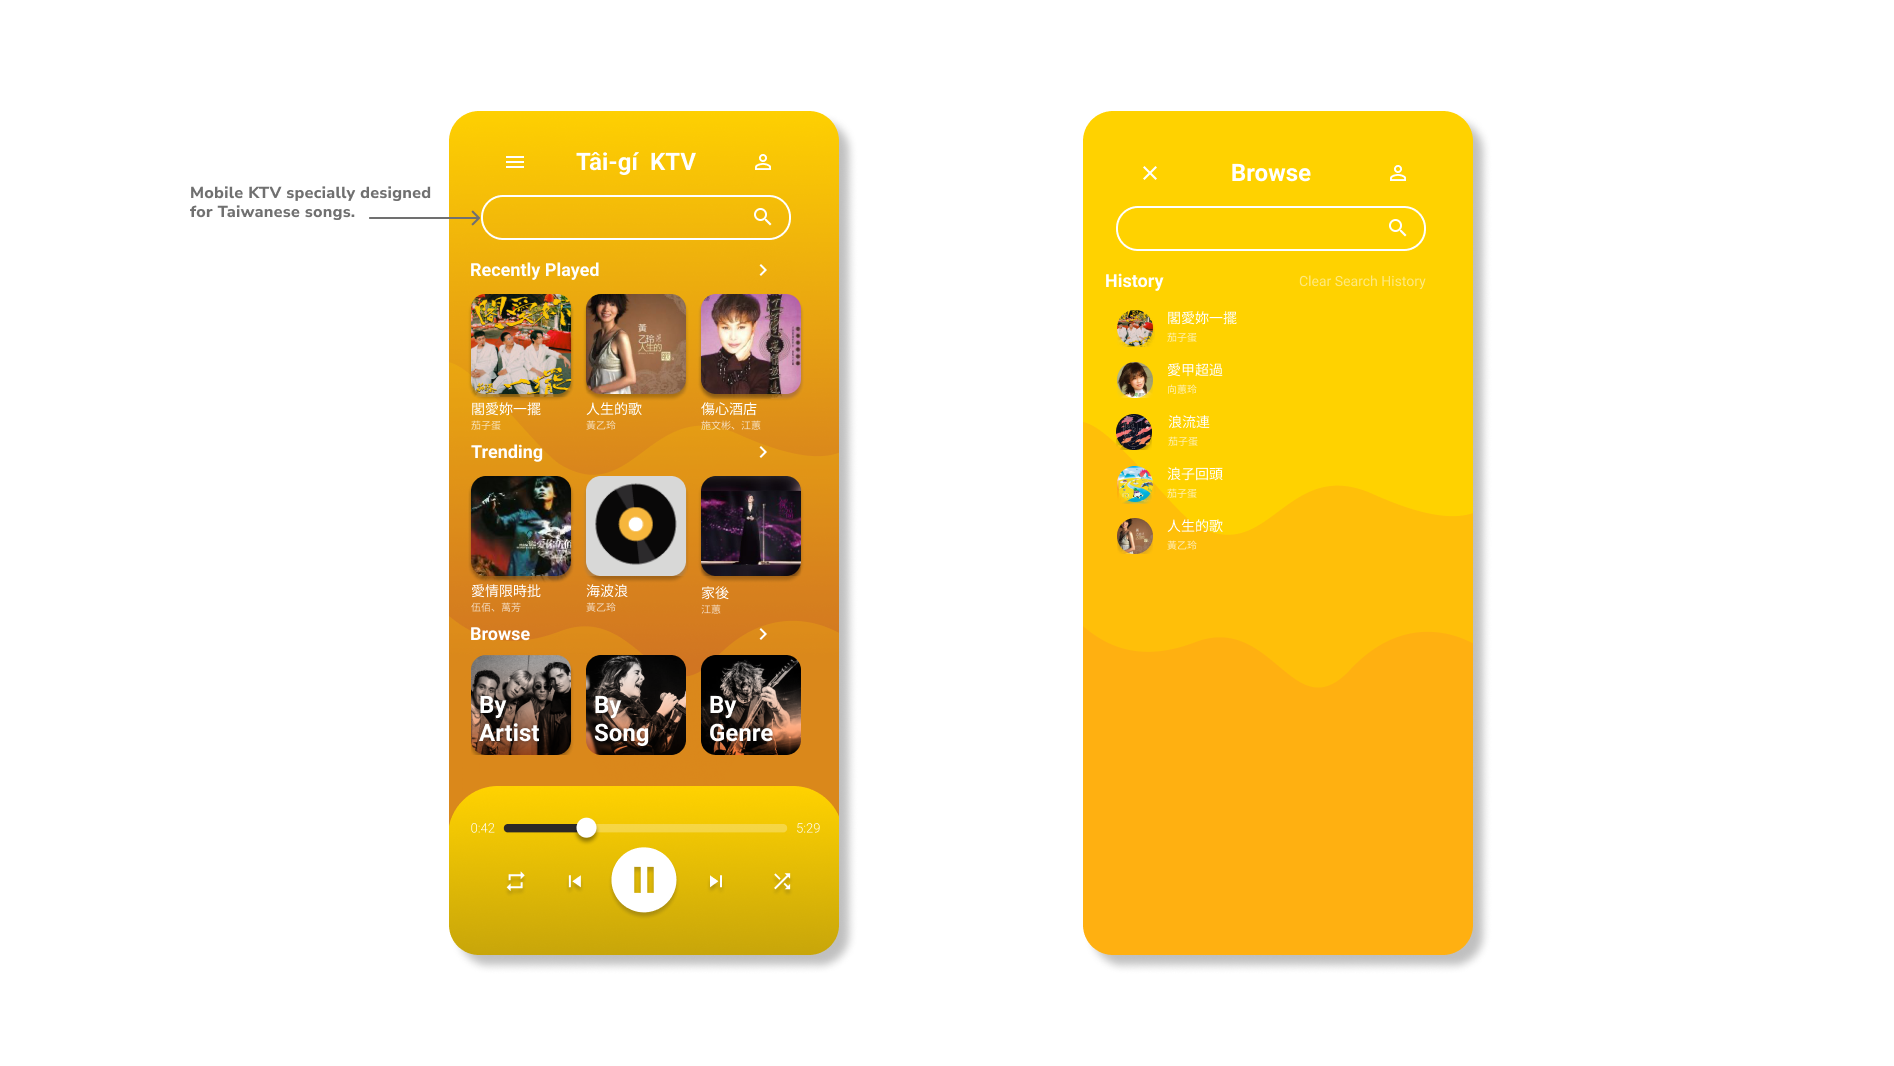 Mobile KTV specially designed
for Taiwanese songs.
Tâi-gí KTV
Recently Played
閣愛妳一擺
茄子蛋
人生的歌
黃乙玲
傷心酒店
施文彬、江蕙
Trending
愛情限時批
伍佰、萬芳
海波浪
黃乙玲
家後
江蕙
Browse
By
Artist
By
Song
By
Genre
0:42
5:29
Browse
History
Clear Search History
閣愛妳一擺
茄子蛋
愛甲超過
向蕙玲
浪流連
茄子蛋
浪子回頭
茄子蛋
人生的歌
黃乙玲